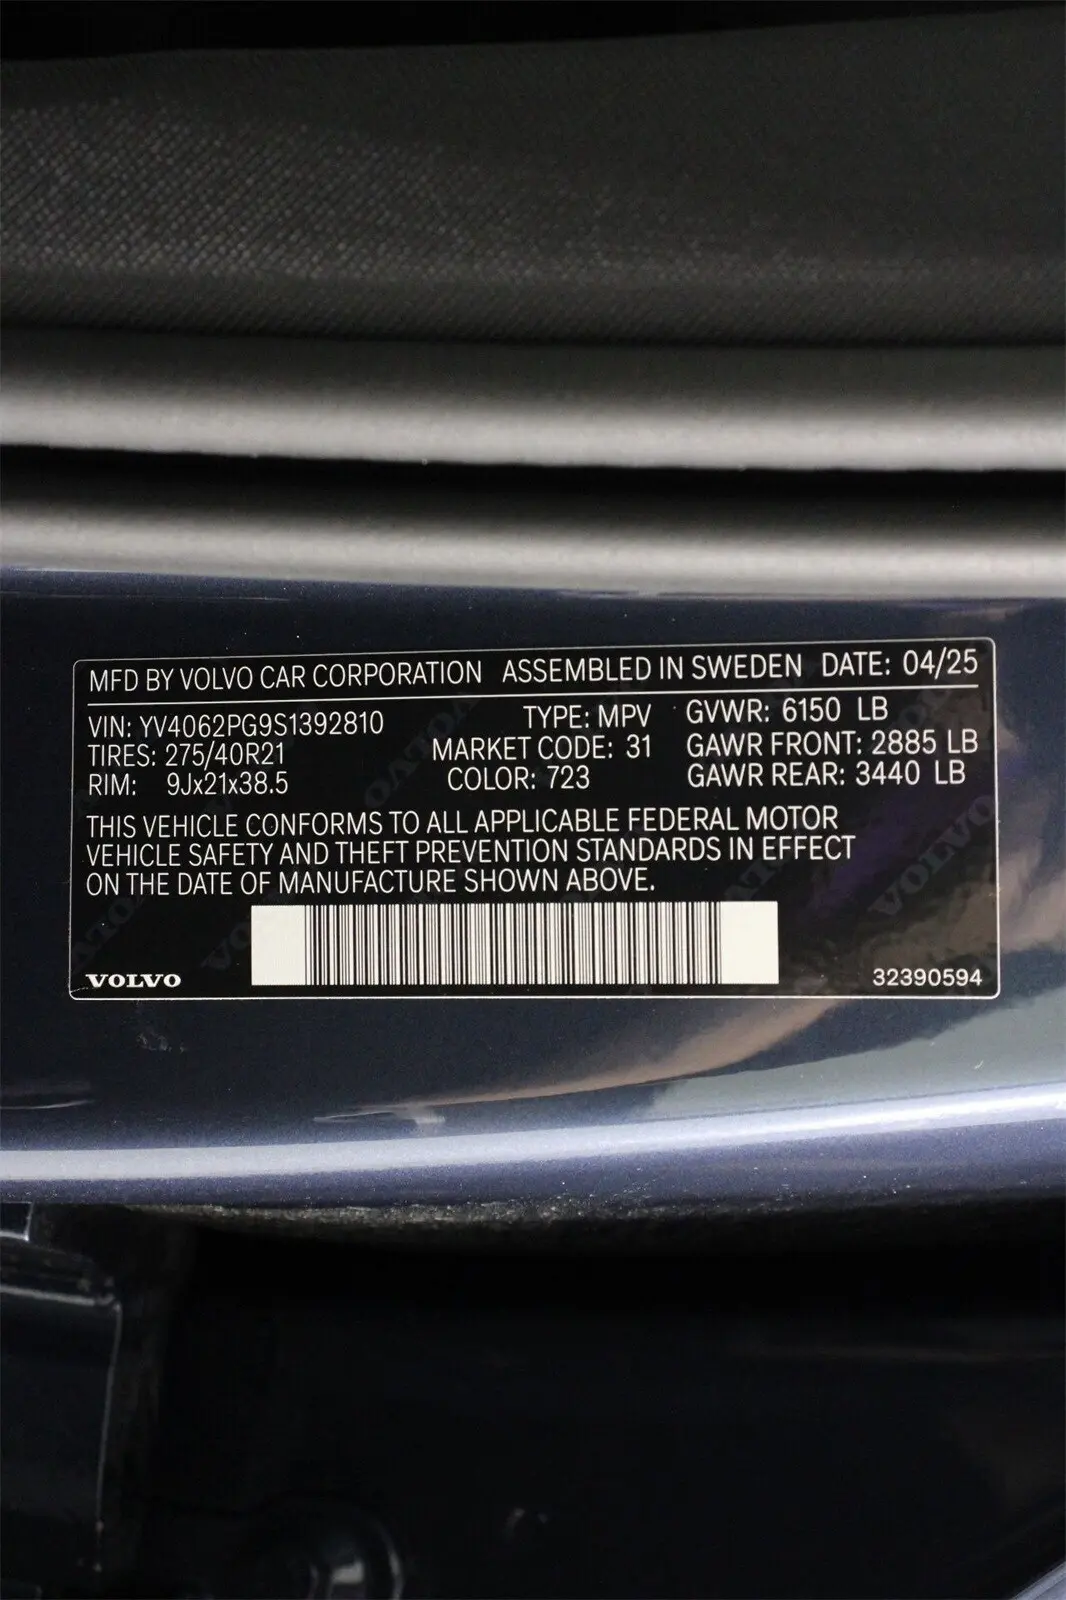 MFD BY VOLVO CAR CORPORATION ASSEMBLED IN SWEDEN DATE: 04/25
VIN: YV4062PG9S1392810 TYPE: MPV GVWR: 6150 LB
TIRES: 275/40R21 MARKET CODE: 31 GAWR FRONT: 2885 LB
RIM: 9Jx21x38.5 COLOR: 723 GAWR REAR: 3440 LB
THIS VEHICLE CONFORMS TO ALL APPLICABLE FEDERAL MOTOR
VEHICLE SAFETY AND THEFT PREVENTION STANDARDS IN EFFECT
ON THE DATE OF MANUFACTURE SHOWN ABOVE.
VOLVO 32390594